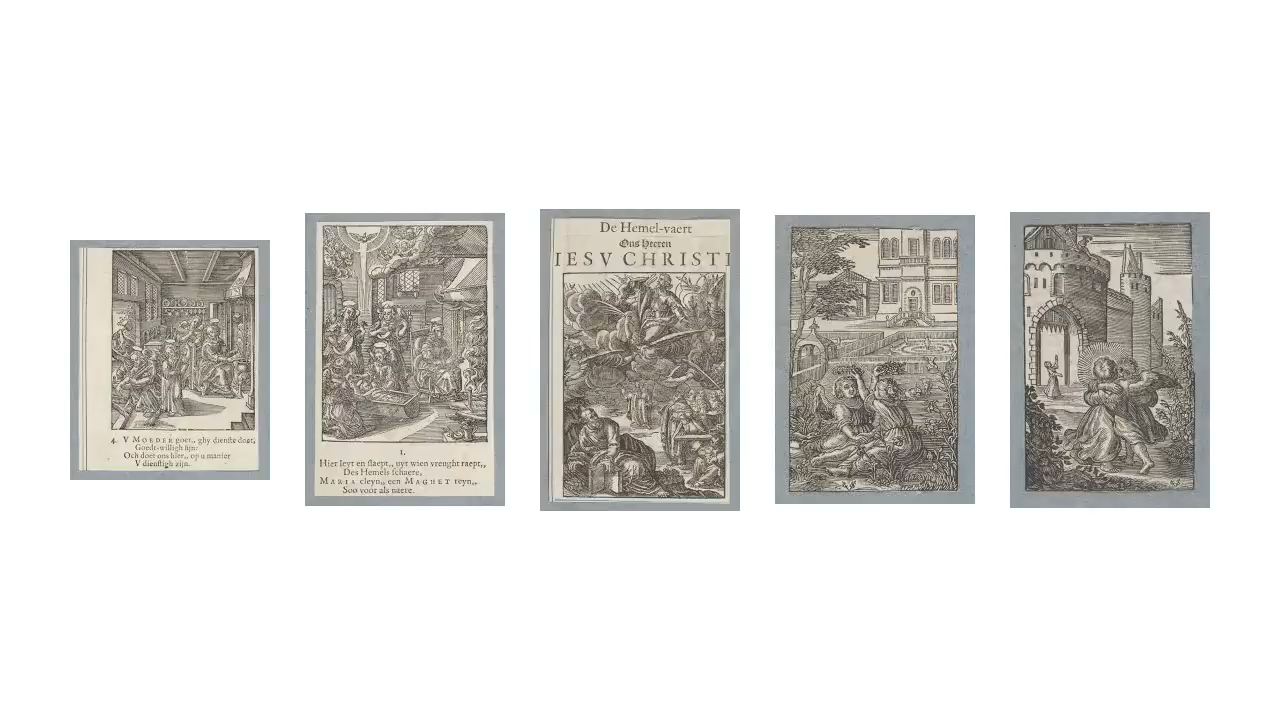 4. V MOEDER goet,, ghy dienste doet,
Goedt-willigh fijn:
Och doet ons hier,, op u manier
V dienstigh zijn.
1.
Hier leyt en slaept,, uyt wien vreught raept,,
Des Hemels schaere,
MARIA cleyn,, een MAGHET reyn,,
Soo voor als naere.
De Hemel-vaert
Ons Heeren
IESV CHRISTI